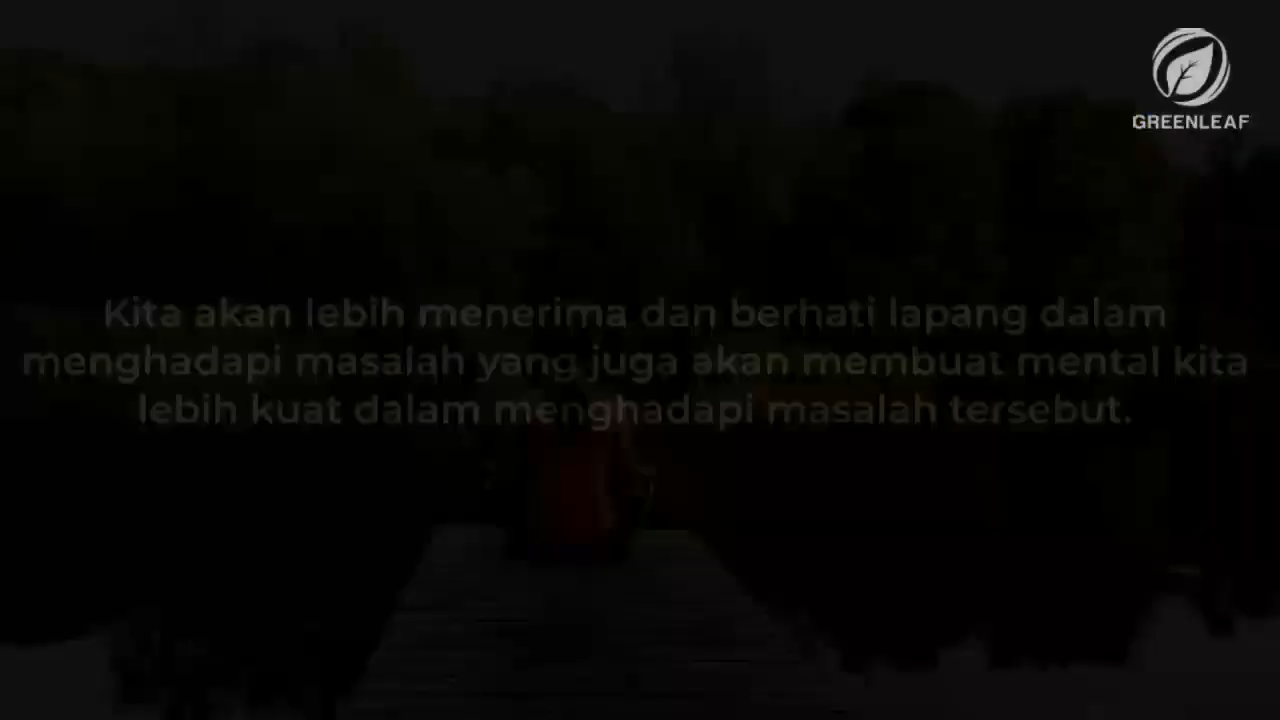 GREENLEAF
Kita akan lebih menerima dan berhati lapang dalam
menghadapi masalah yang juga akan membuat mental kita
lebih kuat dalam menghadapi masalah tersebut.